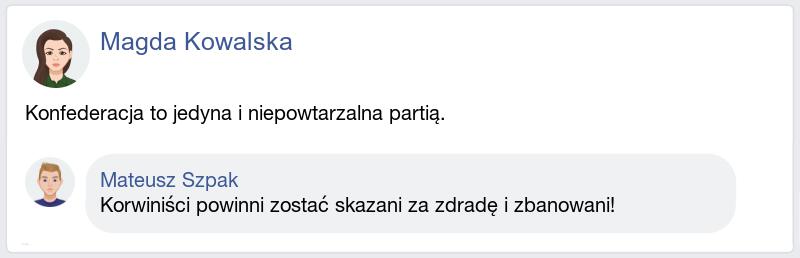 Magda Kowalska
Konfederacja to jedyna i niepowtarzalna partią.
Mateusz Szpak
Korwiniści powinni zostać skazani za zdradę i zbanowani!